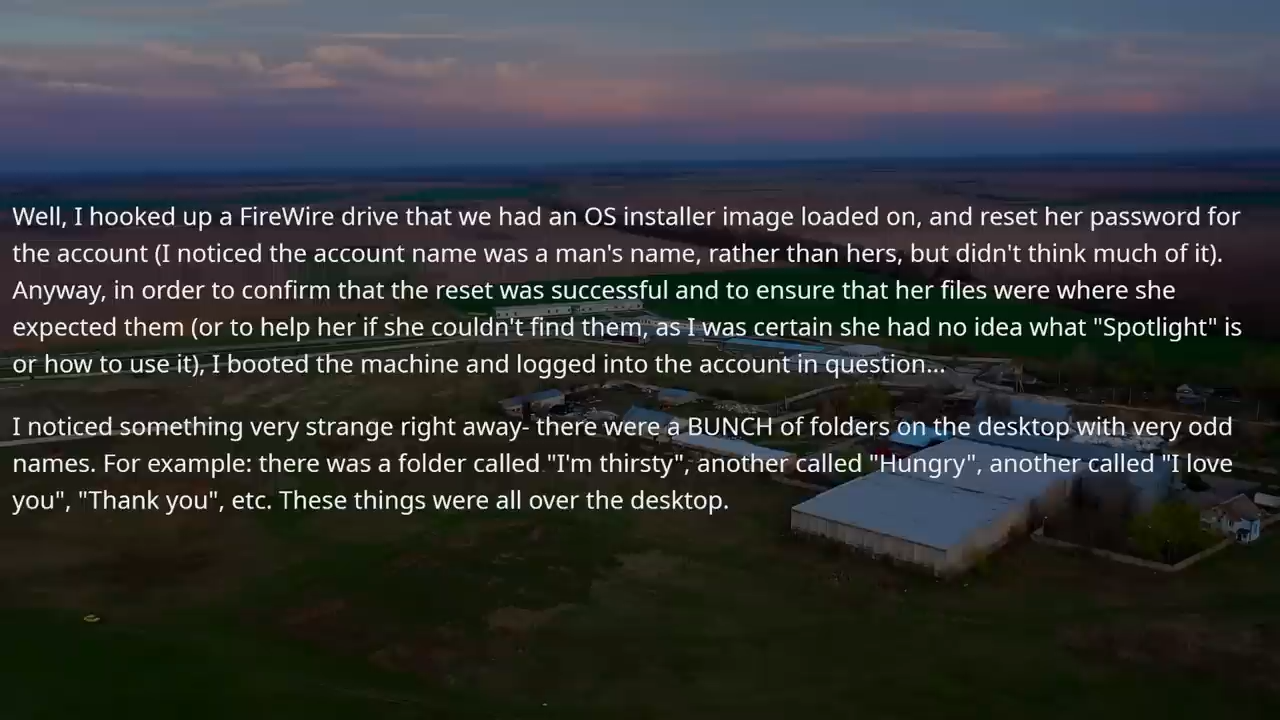 Well, I hooked up a FireWire drive that we had an OS installer image loaded on, and reset her password for
the account (I noticed the account name was a man's name, rather than hers, but didn't think much of it).
Anyway, in order to confirm that the reset was successful and to ensure that her files were where she
expected them (or to help her if she couldn't find them, as I was certain she had no idea what "Spotlight" is
or how to use it), I booted the machine and logged into the account in question...
I noticed something very strange right away- there were a BUNCH of folders on the desktop with very odd
names. For example: there was a folder called "I'm thirsty", another called "Hungry", another called "I love
you", "Thank you", etc. These things were all over the desktop.